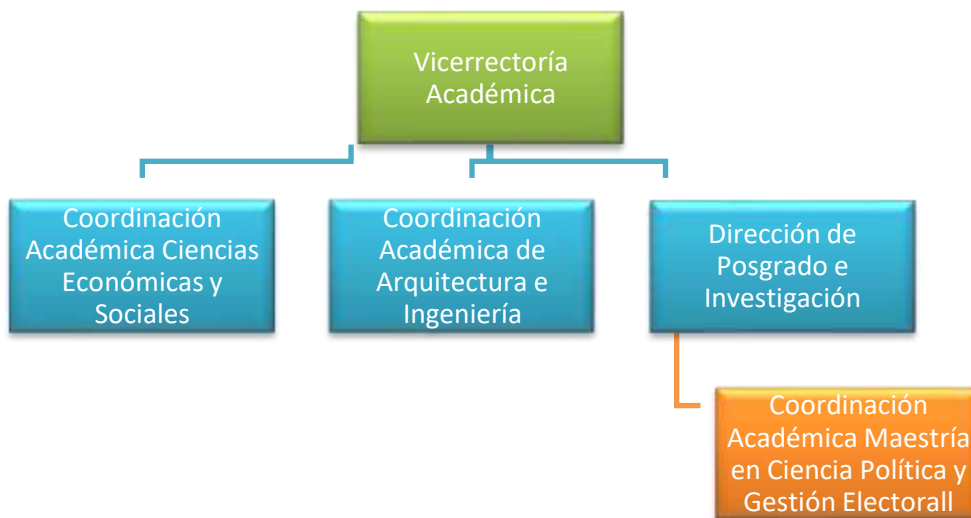 Vicerrectoría
Académica
Coordinación
Académica Ciencias
Económicas y
Sociales
Coordinación
Académica de
Arquitectura e
Ingeniería
Dirección de
Posgrado e
Investigación
Coordinación
Académica Maestría
en Ciencia Política y
Gestión Electorall